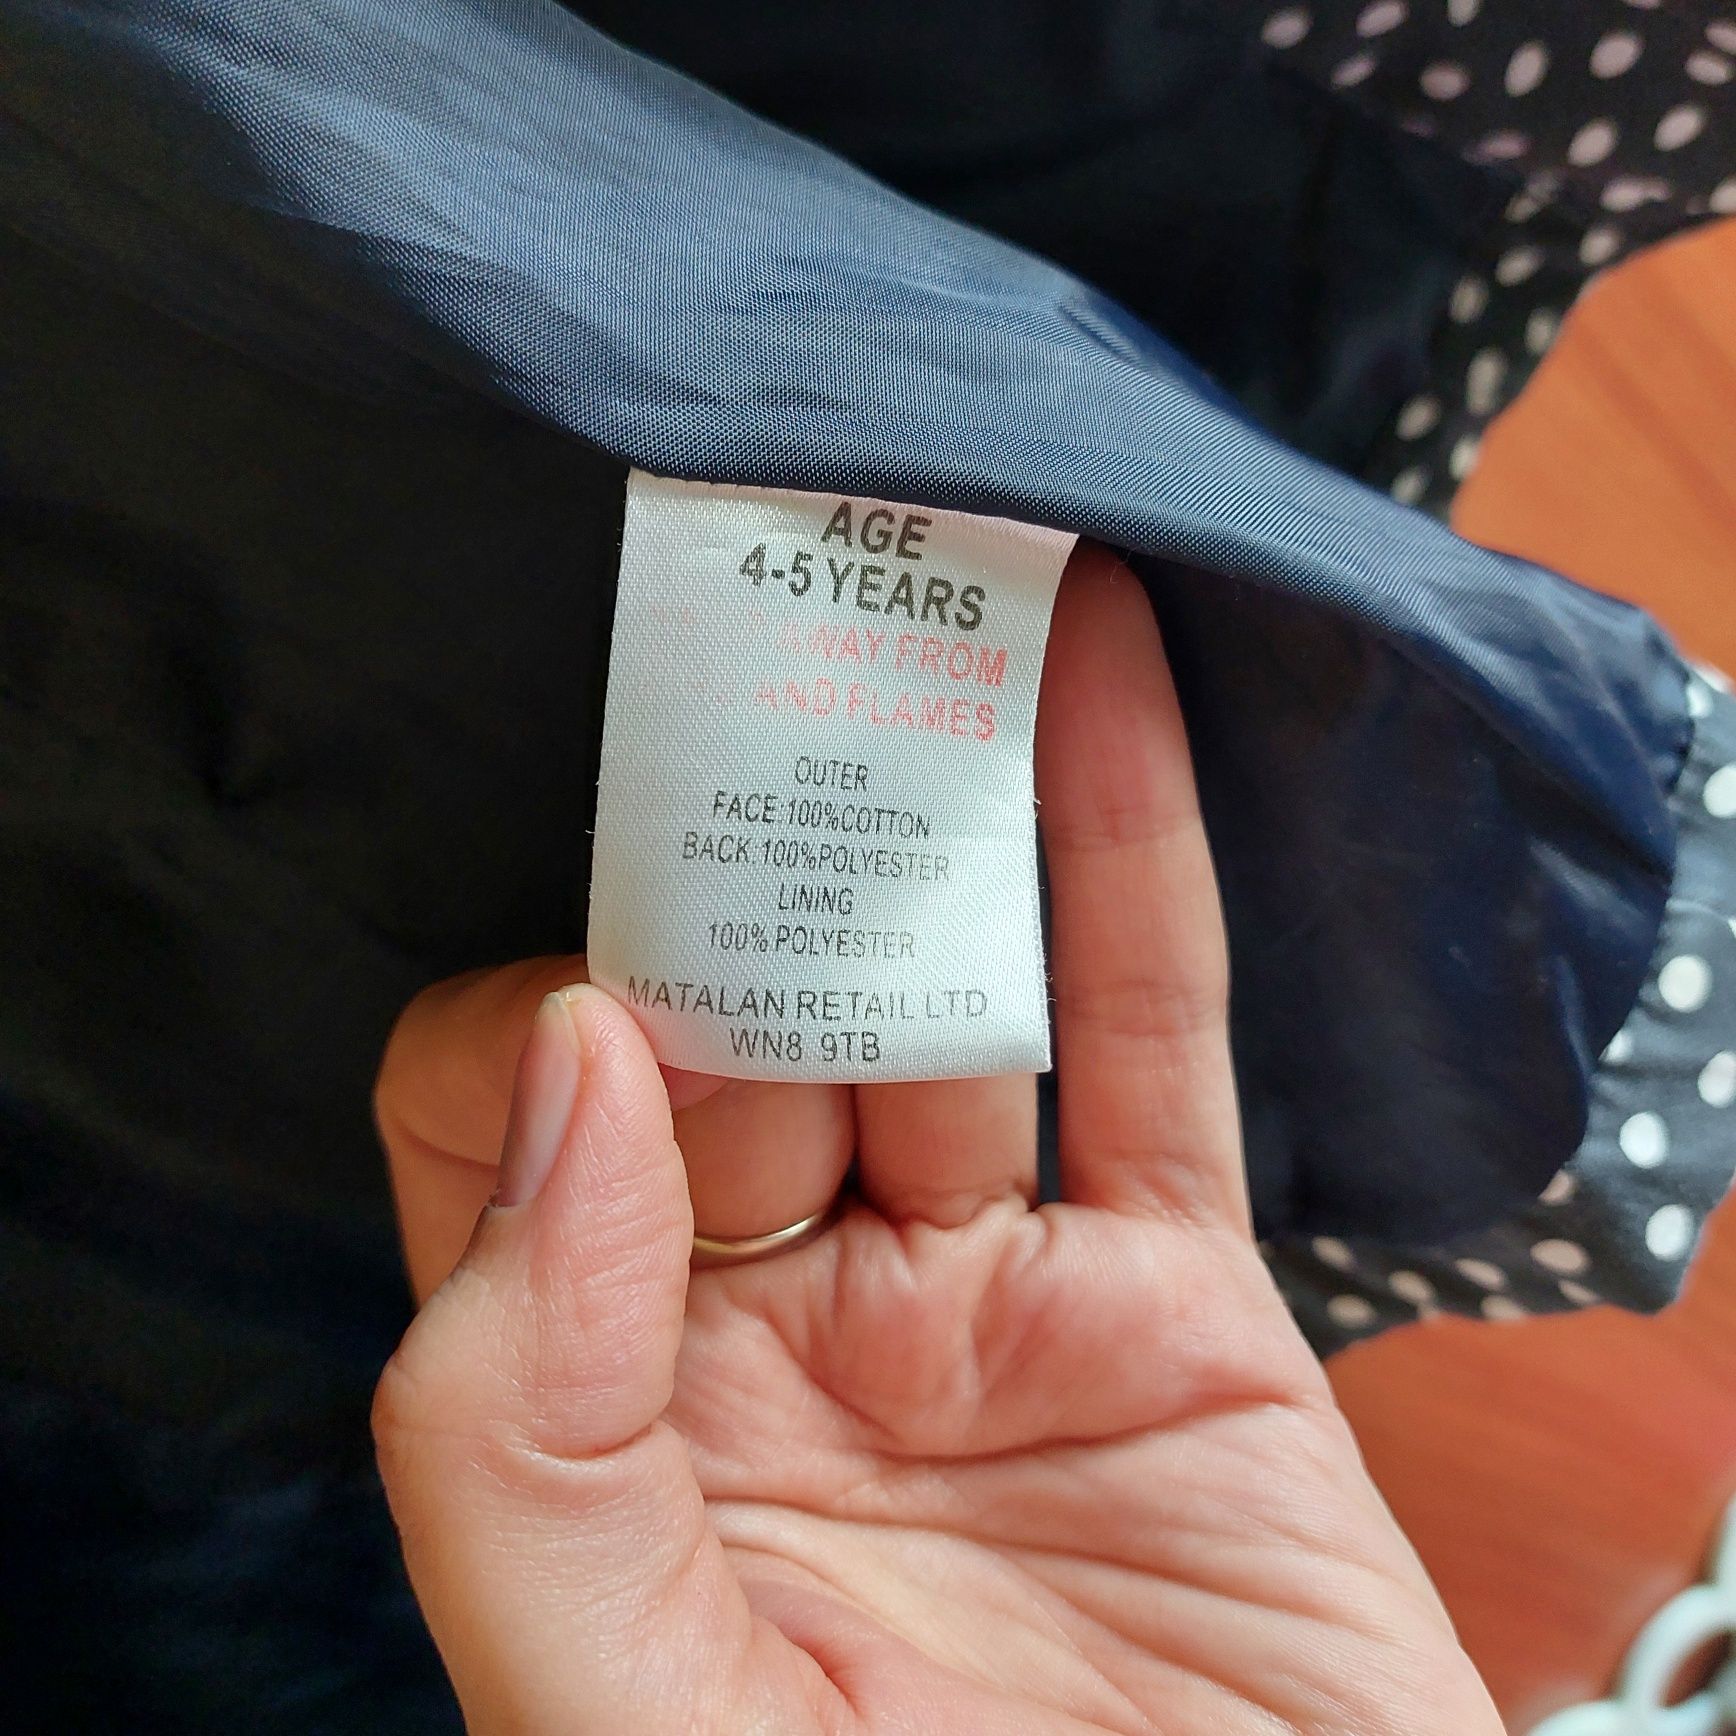 AGE
4-5 YEARS
AWAY FROM
AND FLAMES
OUTER
FACE:100%COTTON
BACK:100%POLYESTER
LINING
100% POLYESTER
MATALAN RETAIL LTD
WN8 9TB